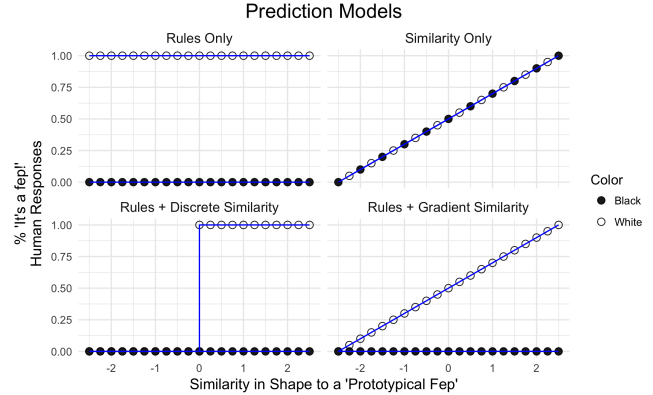 Prediction Models
Rules Only
Similarity Only
1.00
0.75
0.50
0.25
0.00
Rules + Discrete Similarity
Rules + Gradient Similarity
1.00
0.75
0.50
0.25
0.00
-2 -1 0 1 2
-2 -1 0 1 2
% 'It's a fep!'
Human Responses
Similarity in Shape to a 'Prototypical Fep'
Color
Black
White